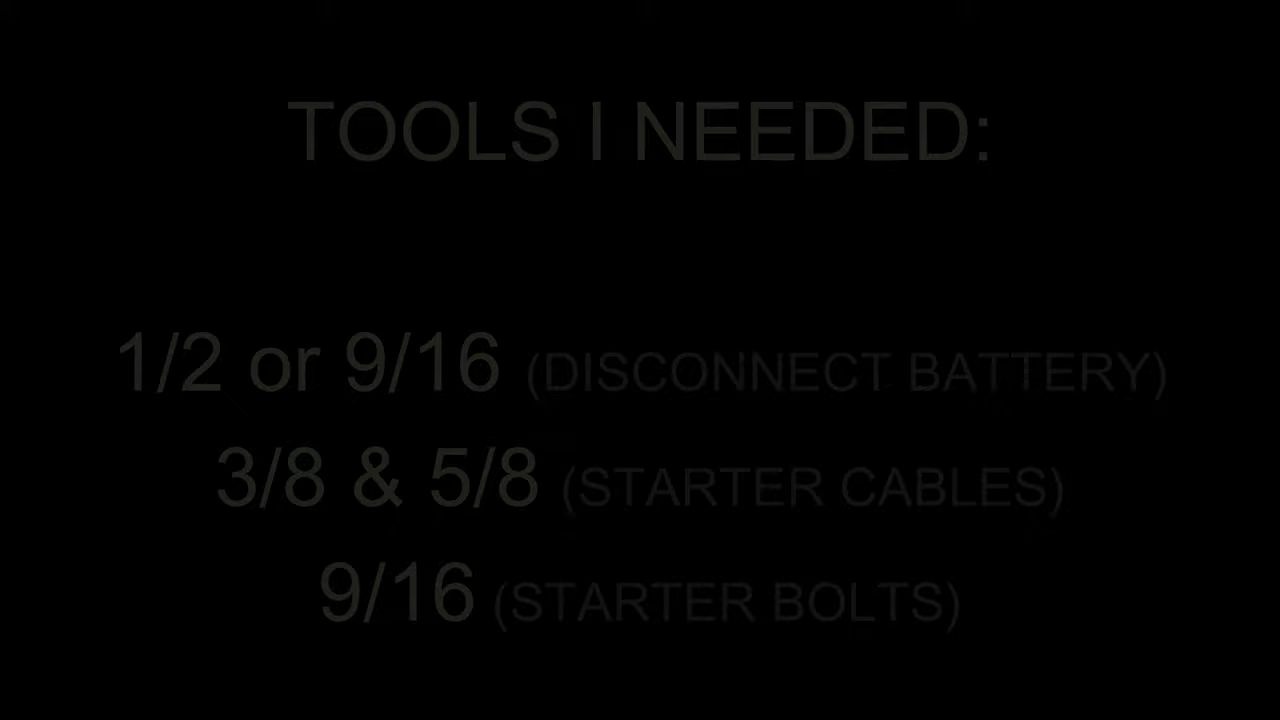 TOOLS I NEEDED:
1/2 or 9/16 (DISCONNECT BATTERY)
3/8 & 5/8 (STARTER CABLES)
9/16 (STARTER BOLTS)